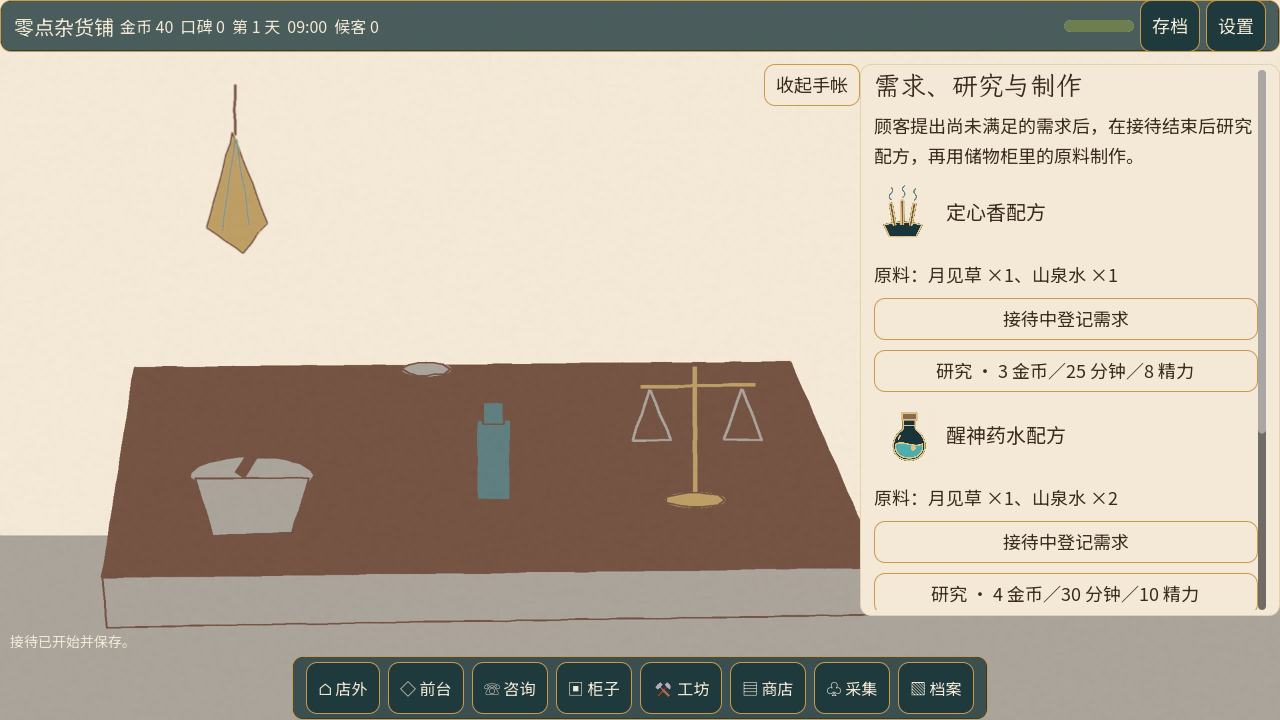 零点杂货铺 金币 40 口碑 0 第 1 天 09:00 候客 0
存档
设置
收起手帐
需求、研究与制作
顾客提出尚未满足的需求后，在接待结束后研究
配方，再用储物柜里的原料制作。
定心香配方
原料：月见草 ×1、山泉水 ×1
接待中登记需求
研究 · 3 金币／25 分钟／8 精力
醒神药水配方
原料：月见草 ×1、山泉水 ×2
接待中登记需求
研究 · 4 金币／30 分钟／10 精力
接待已开始并保存。
店外
前台
咨询
柜子
工坊
商店
采集
档案